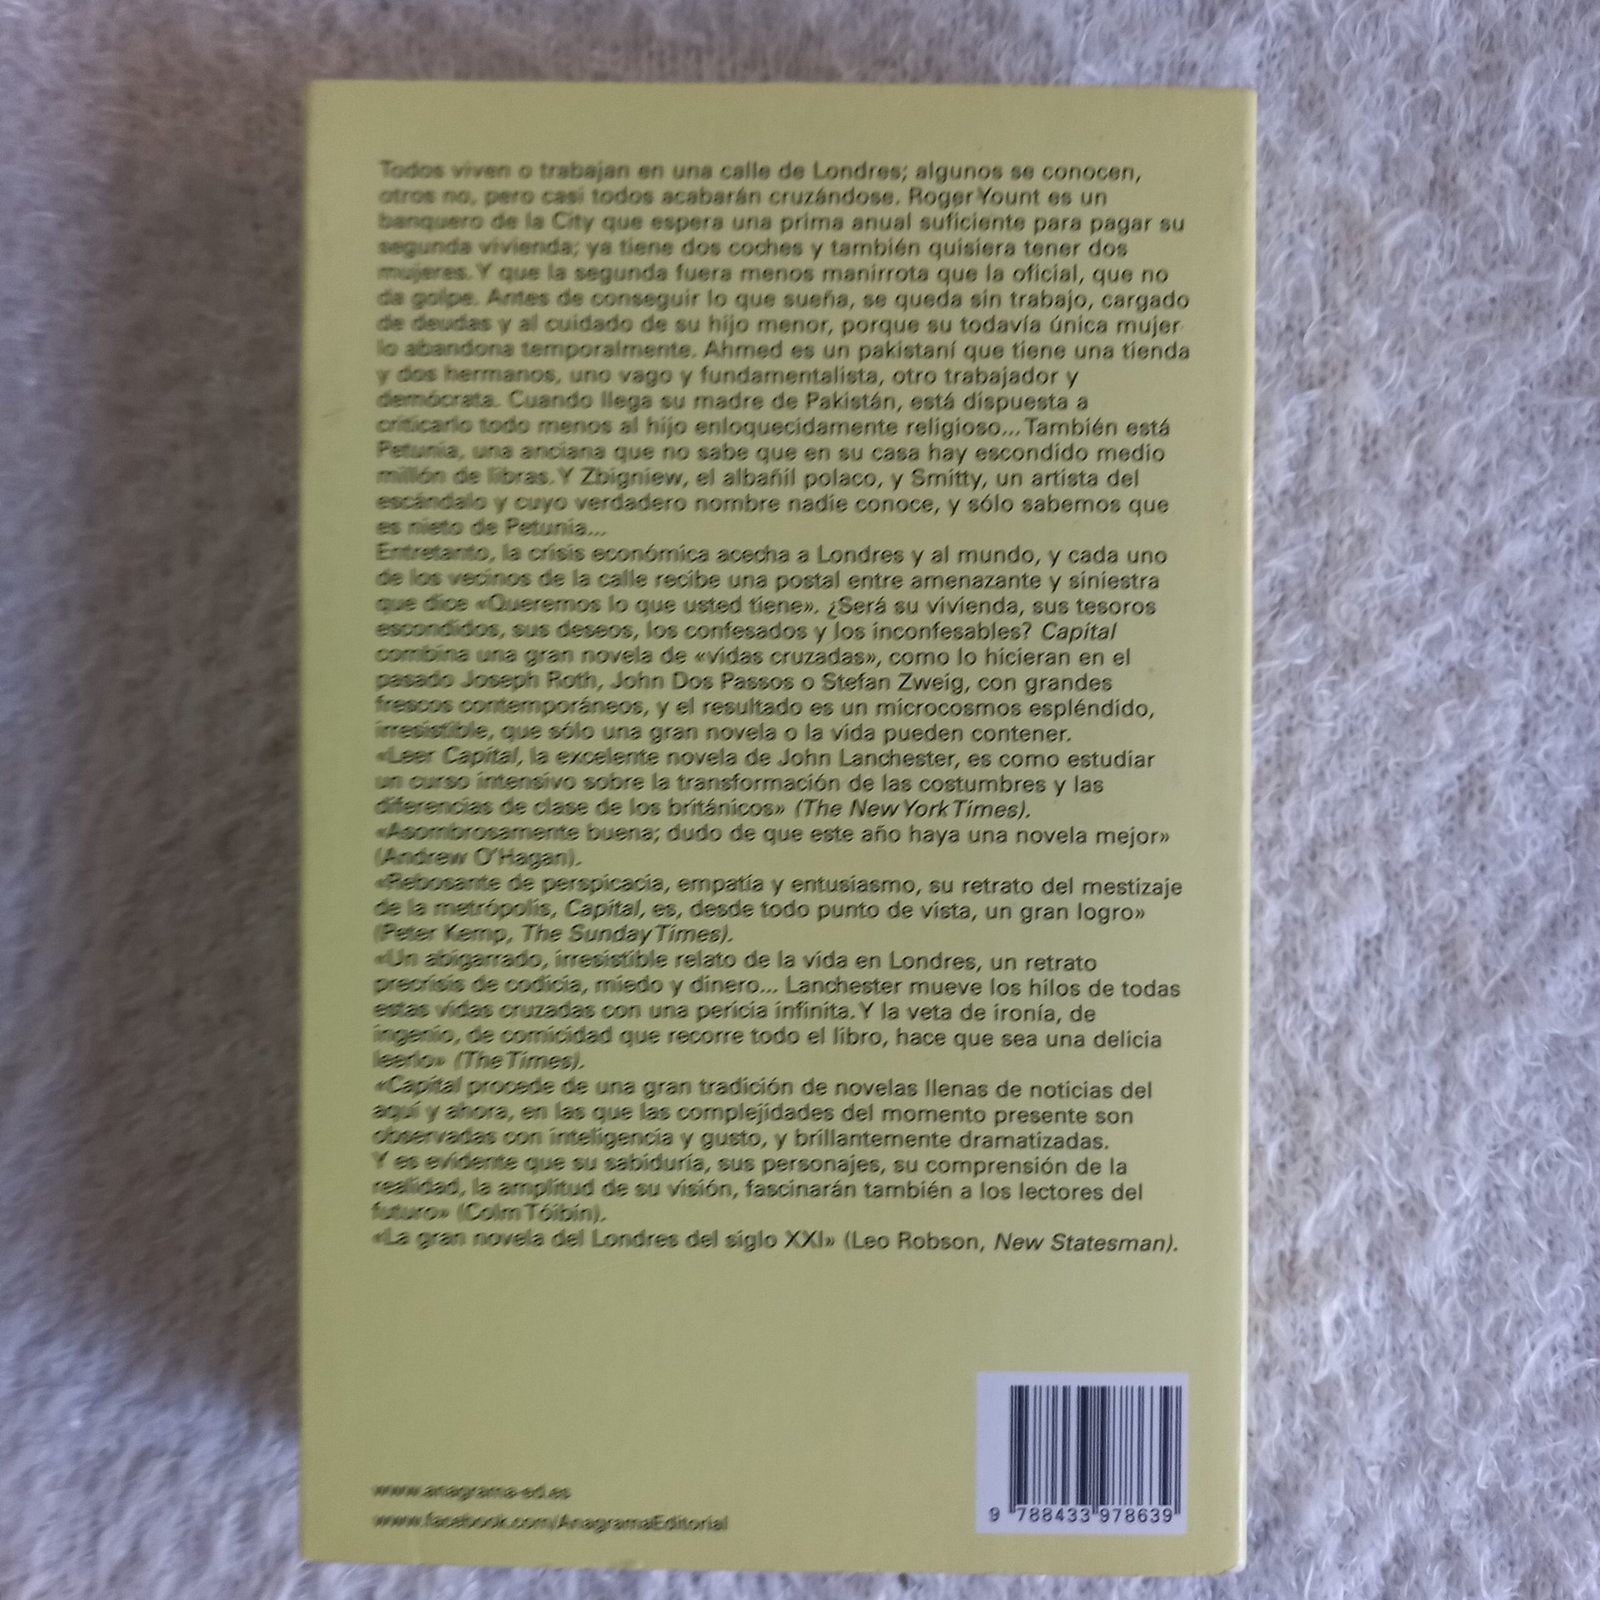 Todos viven o trabajan en una calle de Londres; algunos se conocen,
otros no, pero casi todos acabarán cruzándose. Roger Yount es un
banquero de la City que espera una prima anual suficiente para pagar su
segunda vivienda; ya tiene dos coches y también quisiera tener dos
mujeres. Y que la segunda fuera menos manirrota que la oficial, que no
da golpe. Antes de conseguir lo que sueña, se queda sin trabajo, cargado
de deudas y al cuidado de su hijo menor, porque su todavía única mujer
lo abandona temporalmente. Ahmed es un pakistaní que tiene una tienda
y dos hermanos, uno vago y fundamentalista, otro trabajador y
demócrata. Cuando llega su madre de Pakistán, está dispuesta a
criticarlo todo menos al hijo enloquecidamente religioso... También está
Petunia, una anciana que no sabe que en su casa hay escondido medio
millón de libras. Y Zbigniew, el albañil polaco, y Smitty, un artista del
escándalo y cuyo verdadero nombre nadie conoce, y sólo sabemos que
es nieto de Petunia...
Entretanto, la crisis económica acecha a Londres y al mundo, y cada uno
de los vecinos de la calle recibe una postal entre amenazante y siniestra
que dice «Queremos lo que usted tiene». ¿Será su vivienda, sus tesoros
escondidos, sus deseos, los confesados y los inconfesables? Capital
combina una gran novela de «vidas cruzadas», como lo hicieran en el
pasado Joseph Roth, John Dos Passos o Stefan Zweig, con grandes
frescos contemporáneos, y el resultado es un microcosmos espléndido,
irresistible, que sólo una gran novela o la vida pueden contener.
«Leer Capital, la excelente novela de John Lanchester, es como estudiar
un curso intensivo sobre la transformación de las costumbres y las
diferencias de clase de los británicos» (The New York Times).
«Asombrosamente buena; dudo de que este año haya una novela mejor»
(Andrew O'Hagan).
«Rebosante de perspicacia, empatía y entusiasmo, su retrato del mestizaje
de la metrópolis, Capital, es, desde todo punto de vista, un gran logro»
(Peter Kemp, The Sunday Times).
«Un abigarrado, irresistible relato de la vida en Londres, un retrato
precrisis de codicia, miedo y dinero... Lanchester mueve los hilos de todas
estas vidas cruzadas con una pericia infinita. Y la veta de ironía, de
ingenio, de comicidad que recorre todo el libro, hace que sea una delicia
leerlo» (The Times).
«Capital procede de una gran tradición de novelas llenas de noticias del
aquí y ahora, en las que las complejidades del momento presente son
observadas con inteligencia y gusto, y brillantemente dramatizadas.
Y es evidente que su sabiduría, sus personajes, su comprensión de la
realidad, la amplitud de su visión, fascinarán también a los lectores del
futuro» (Colm Tóibín).
«La gran novela del Londres del siglo XXI» (Leo Robson, New Statesman).
www.anagrama-ed.es
www.facebook.com/AnagramaEditorial
9 788433 978639